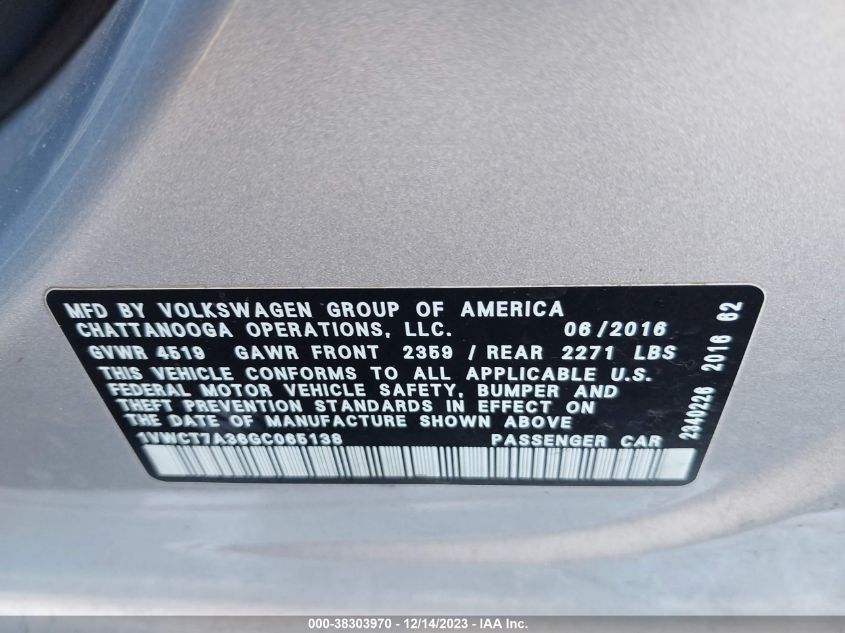 MFD BY VOLKSWAGEN GROUP OF AMERICA
CHATTANOOGA OPERATIONS, LLC. 06/2016
GVWR 4519 GAWR FRONT 2359 / REAR 2271 LBS
THIS VEHICLE CONFORMS TO ALL APPLICABLE U.S.
FEDERAL MOTOR VEHICLE SAFETY, BUMPER AND
THEFT PREVENTION STANDARDS IN EFFECT ON
THE DATE OF MANUFACTURE SHOWN ABOVE
1VWCT7A36GC065138 PASSENGER CAR
2340226 2016 62
000-38303970 - 12/14/2023 - IAA Inc.